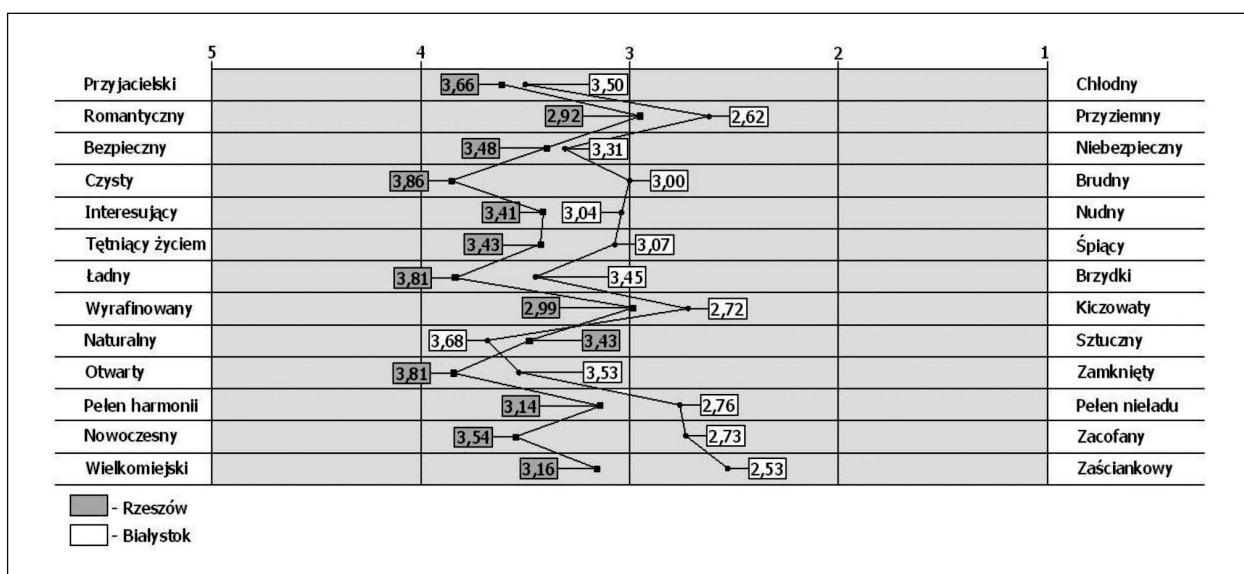 5 4 3 2 1
Przyjacielski 3,66 3,50 Chłodny
Romantyczny 2,92 2,62 Przyziemny
Bezpieczny 3,48 3,31 Niebezpieczny
Czysty 3,86 3,00 Brudny
Interesujący 3,41 3,04 Nudny
Tętniący życiem 3,43 3,07 Śpiący
Ładny 3,81 3,45 Brzydki
Wyrafinowany 2,99 2,72 Kiczowaty
Naturalny 3,68 3,43 Sztuczny
Otwarty 3,81 3,53 Zamknięty
Pełen harmonii 3,14 2,76 Pełen nieładu
Nowoczesny 3,54 2,73 Zacofany
Wielkomiejski 3,16 2,53 Zaściankowy
- Rzeszów
- Białystok